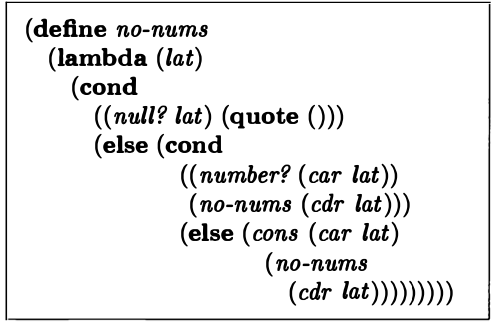 (define no-nums
(lambda (lat)
(cond
((null? lat) (quote ()))
(else (cond
((number? (car lat))
(no-nums (cdr lat)))
(else (cons (car lat)
(no-nums
(cdr lat)))))))))